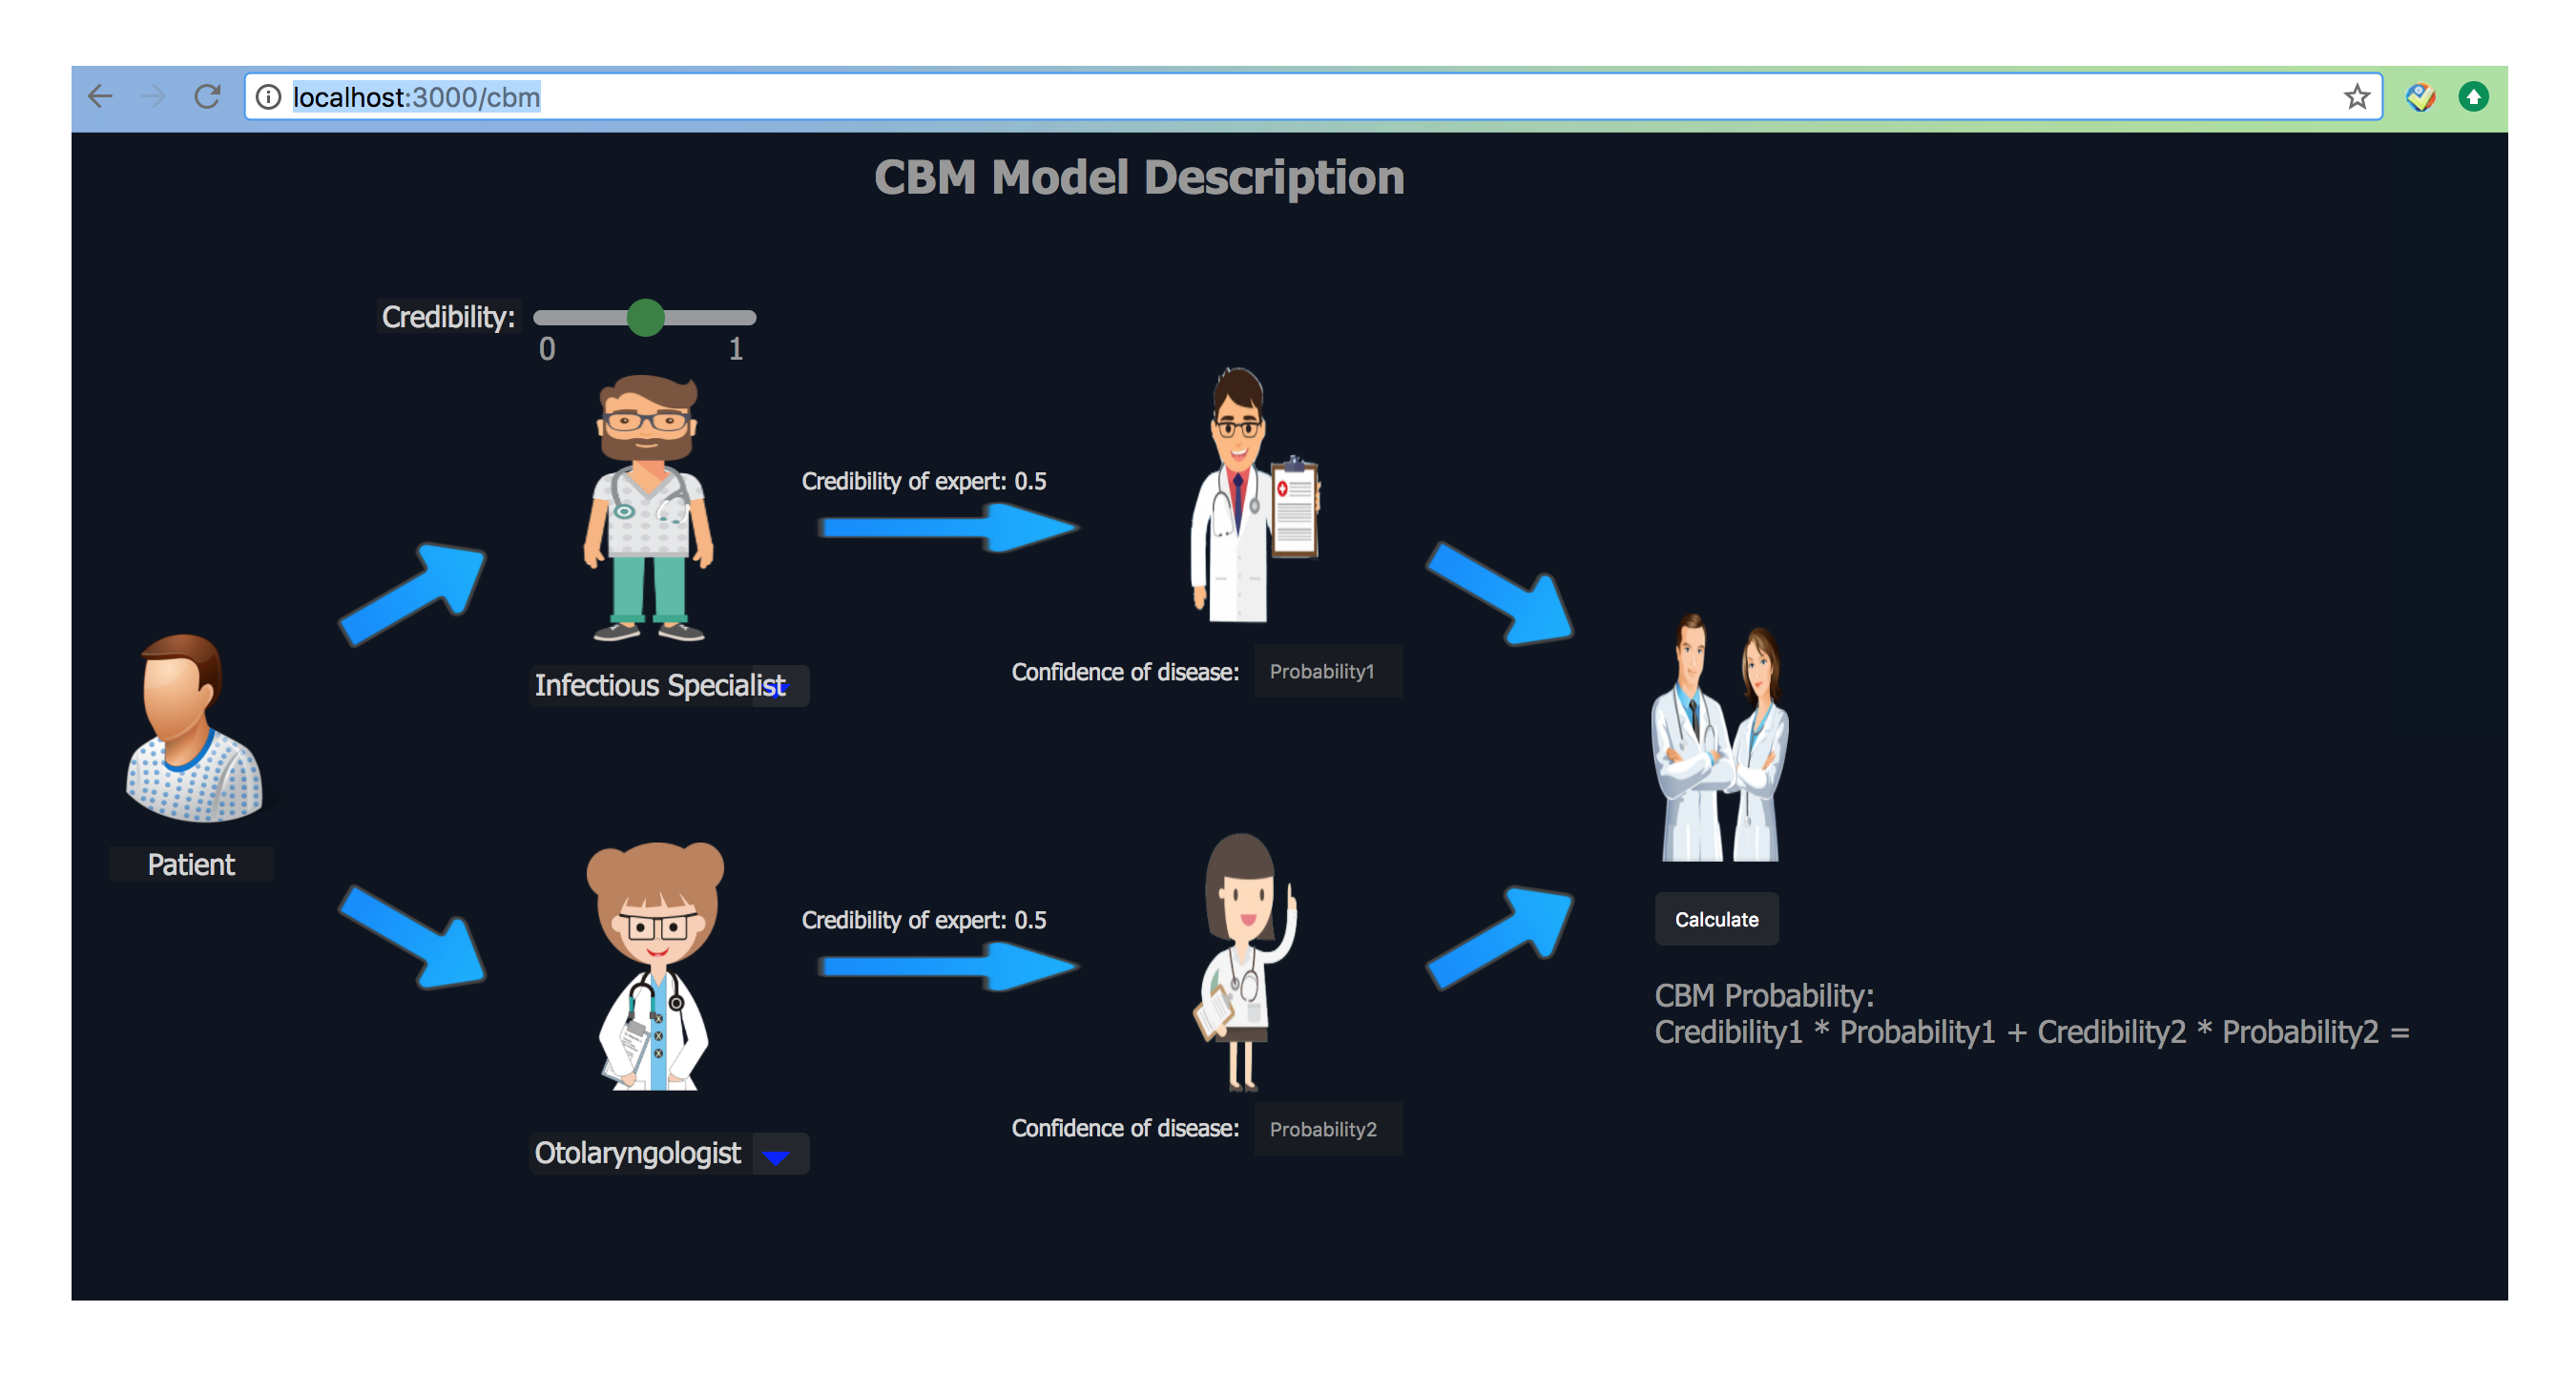 localhost:3000/cbm
CBM Model Description
Credibility:
0 1
Credibility of expert: 0.5
Infectious Specialist
Confidence of disease: Probability1
Patient
Credibility of expert: 0.5
Otolaryngologist
Confidence of disease: Probability2
Calculate
CBM Probability:
Credibility1 * Probability1 + Credibility2 * Probability2 =